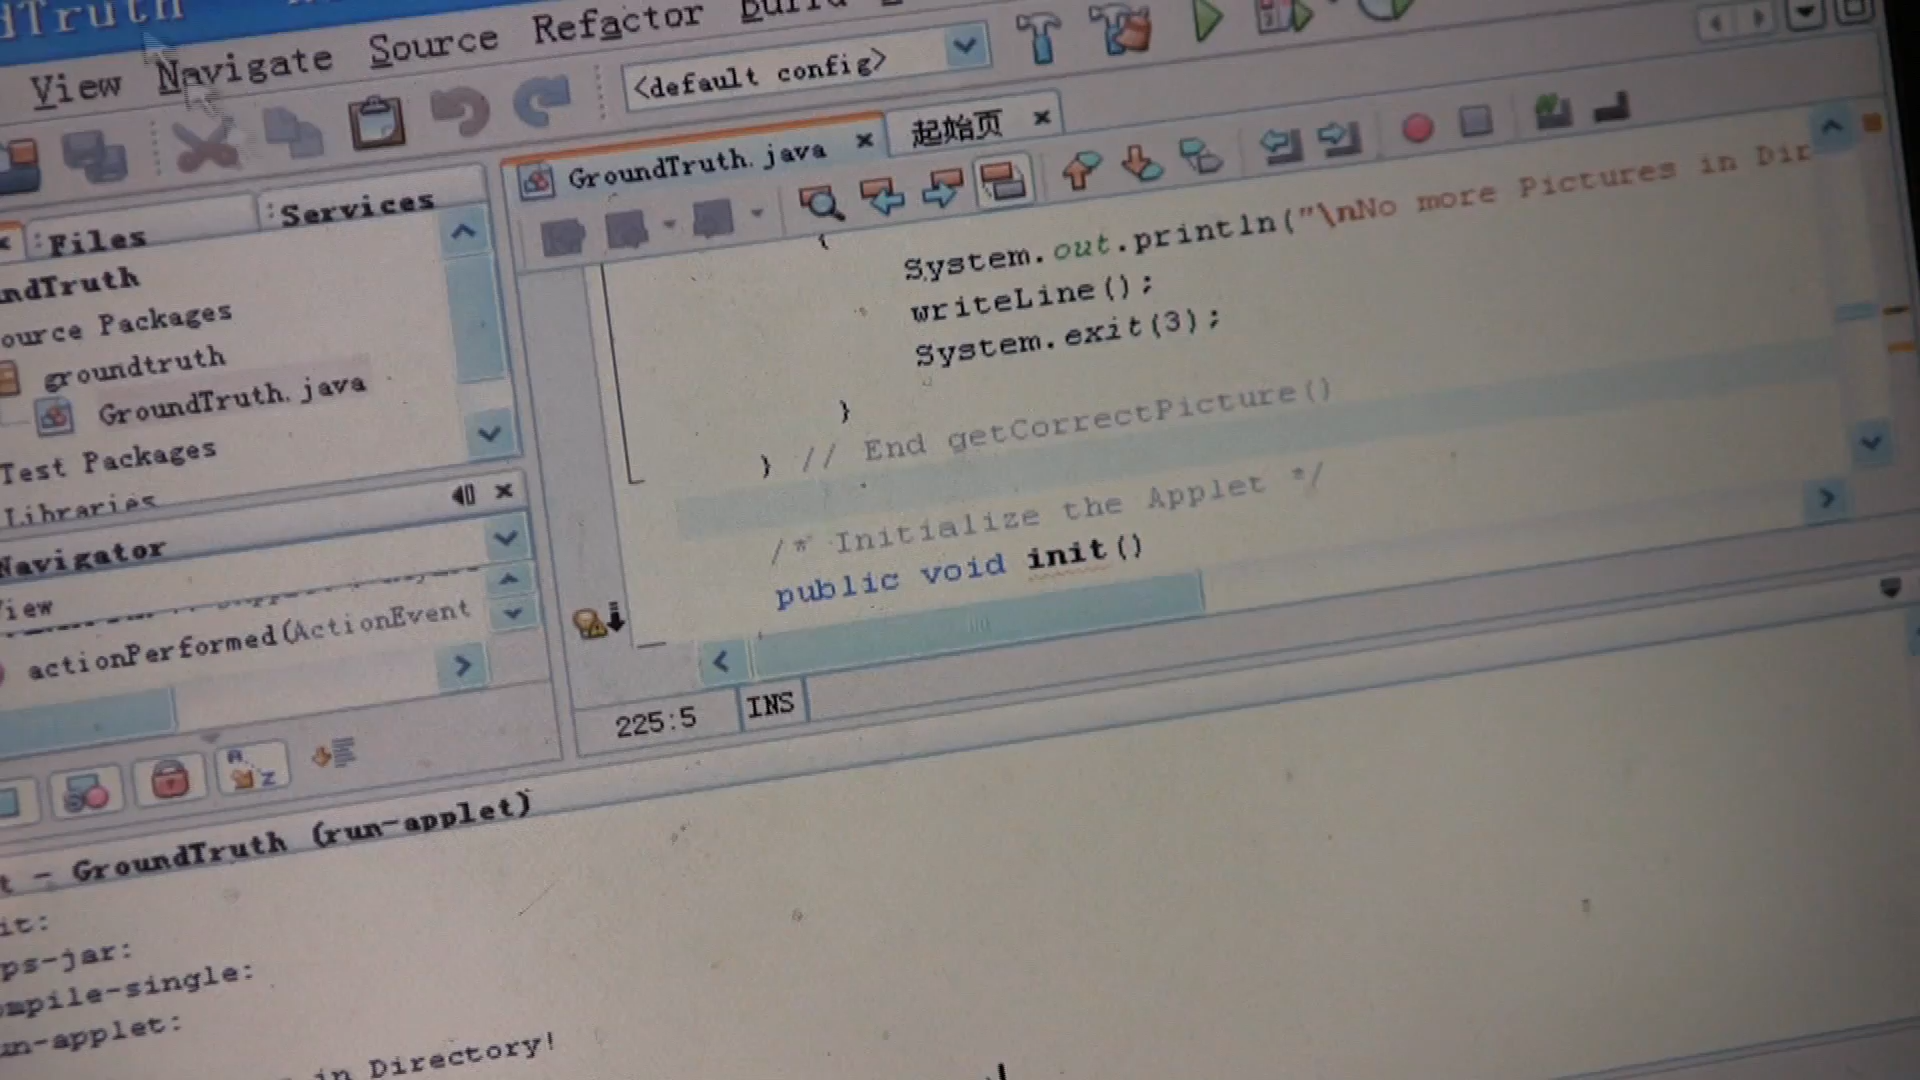 dTruth
View Navigate Source Refactor Build
<default config>
GroundTruth.java
起始页
Files
Services
ndTruth
ource Packages
groundtruth
GroundTruth.java
Test Packages
Libraries
Navigator
iew
actionPerformed(ActionEvent
{
System.out.println("\nNo more Pictures in Dir
writeLine();
System.exit(3);
}
} // End getCorrectPicture()
/* Initialize the Applet */
public void init()
225:5
INS
t - GroundTruth (run-applet)
it:
ps-jar:
ompile-single:
un-applet:
in Directory!